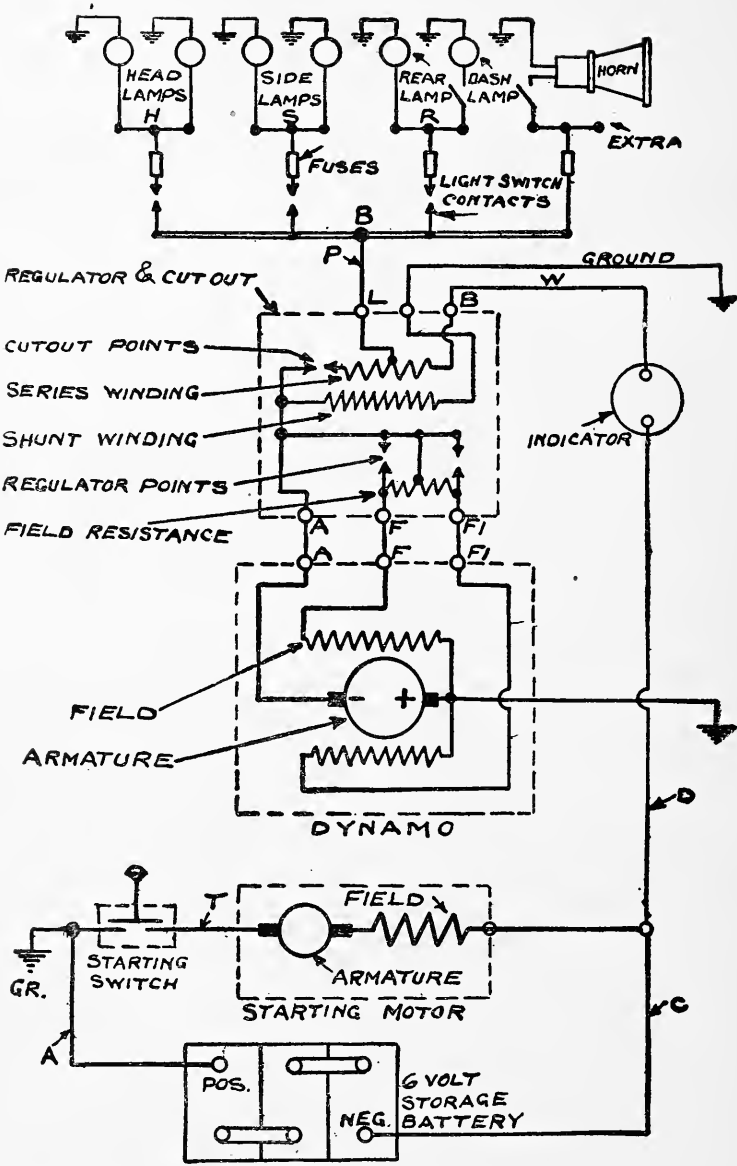 HEAD
LAMPS
H
SIDE
LAMPS
S
REAR
LAMP
R
DASH
LAMP
HORN
EXTRA
FUSES
LIGHT SWITCH
CONTACTS
B
P
GROUND
W
REGULATOR & CUTOUT
L
B
CUTOUT POINTS
SERIES WINDING
SHUNT WINDING
INDICATOR
REGULATOR POINTS
FIELD RESISTANCE
A
F
F1
A
F
F1
- +
FIELD
ARMATURE
DYNAMO
D
T
FIELD
STARTING
SWITCH
GR.
ARMATURE
STARTING MOTOR
C
A
POS.
NEG.
6 VOLT
STORAGE
BATTERY